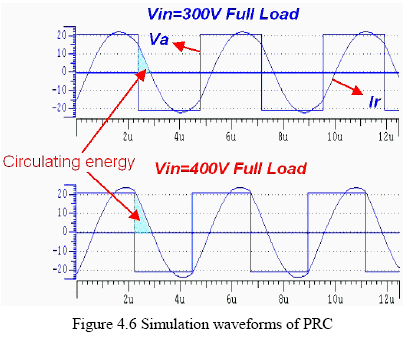 Vin=300V Full Load
Va
20
10
0
-10
-20
Ir
2u 4u 6u 8u 10u 12u
Circulating energy
Vin=400V Full Load
20
10
0
-10
-20
2u 4u 6u 8u 10u
Figure 4.6 Simulation waveforms of PRC